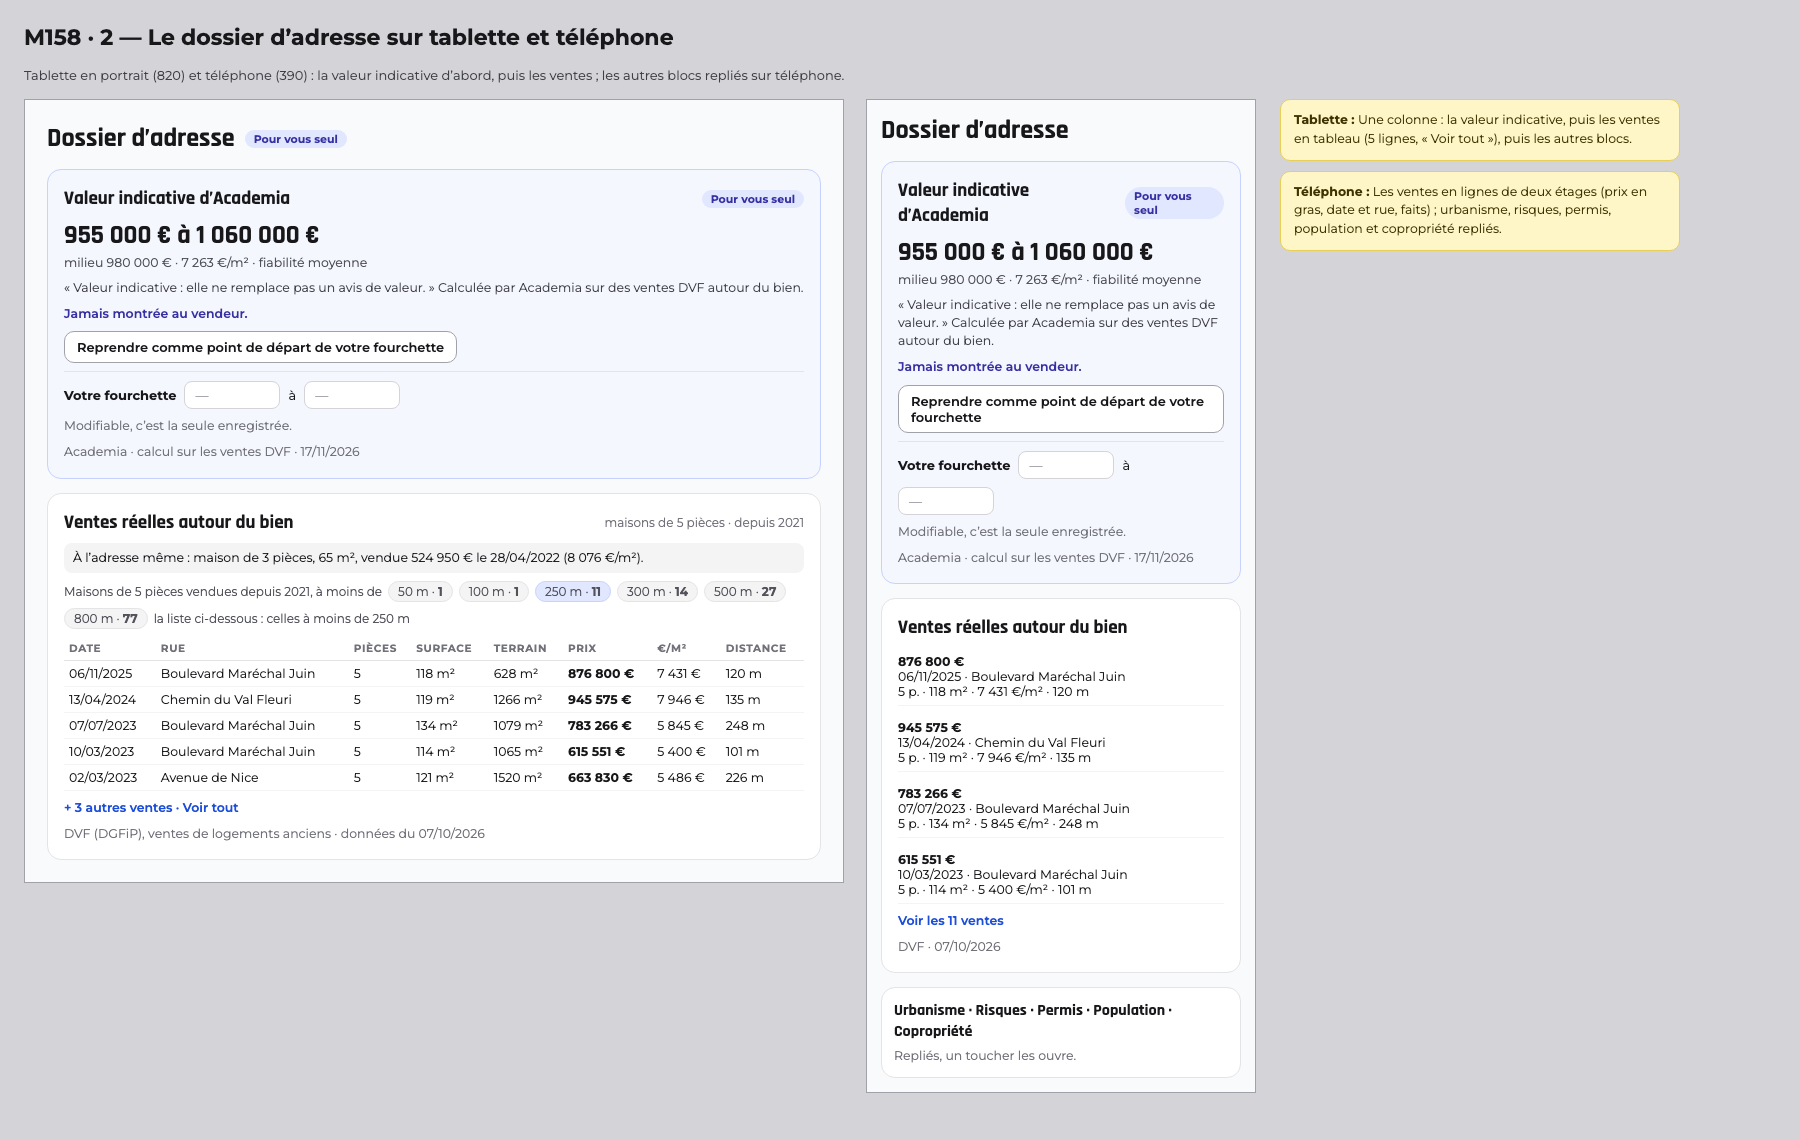 M158 · 2 — Le dossier d’adresse sur tablette et téléphone
Tablette en portrait (820) et téléphone (390) : la valeur indicative d’abord, puis les ventes ; les autres blocs repliés sur téléphone.
Dossier d’adresse Pour vous seul
Valeur indicative d’Academia Pour vous seul
955 000 € à 1 060 000 €
milieu 980 000 € · 7 263 €/m² · fiabilité moyenne
« Valeur indicative : elle ne remplace pas un avis de valeur. » Calculée par Academia sur des ventes DVF autour du bien.
Jamais montrée au vendeur.
Reprendre comme point de départ de votre fourchette
Votre fourchette — à —
Modifiable, c’est la seule enregistrée.
Academia · calcul sur les ventes DVF · 17/11/2026
Ventes réelles autour du bien maisons de 5 pièces · depuis 2021
À l’adresse même : maison de 3 pièces, 65 m², vendue 524 950 € le 28/04/2022 (8 076 €/m²).
Maisons de 5 pièces vendues depuis 2021, à moins de 50 m · 1 100 m · 1 250 m · 11 300 m · 14 500 m · 27
800 m · 77 la liste ci-dessous : celles à moins de 250 m
DATE RUE PIÈCES SURFACE TERRAIN PRIX €/M² DISTANCE
06/11/2025 Boulevard Maréchal Juin 5 118 m² 628 m² 876 800 € 7 431 € 120 m
13/04/2024 Chemin du Val Fleuri 5 119 m² 1266 m² 945 575 € 7 946 € 135 m
07/07/2023 Boulevard Maréchal Juin 5 134 m² 1079 m² 783 266 € 5 845 € 248 m
10/03/2023 Boulevard Maréchal Juin 5 114 m² 1065 m² 615 551 € 5 400 € 101 m
02/03/2023 Avenue de Nice 5 121 m² 1520 m² 663 830 € 5 486 € 226 m
+ 3 autres ventes · Voir tout
DVF (DGFiP), ventes de logements anciens · données du 07/10/2026
Dossier d’adresse
Valeur indicative
d’Academia
Pour vous
seul
955 000 € à 1 060 000 €
milieu 980 000 € · 7 263 €/m² · fiabilité moyenne
« Valeur indicative : elle ne remplace pas un avis de
valeur. » Calculée par Academia sur des ventes DVF
autour du bien.
Jamais montrée au vendeur.
Reprendre comme point de départ de votre
fourchette
Votre fourchette — à
—
Modifiable, c’est la seule enregistrée.
Academia · calcul sur les ventes DVF · 17/11/2026
Ventes réelles autour du bien
876 800 €
06/11/2025 · Boulevard Maréchal Juin
5 p. · 118 m² · 7 431 €/m² · 120 m
945 575 €
13/04/2024 · Chemin du Val Fleuri
5 p. · 119 m² · 7 946 €/m² · 135 m
783 266 €
07/07/2023 · Boulevard Maréchal Juin
5 p. · 134 m² · 5 845 €/m² · 248 m
615 551 €
10/03/2023 · Boulevard Maréchal Juin
5 p. · 114 m² · 5 400 €/m² · 101 m
Voir les 11 ventes
DVF · 07/10/2026
Urbanisme · Risques · Permis · Population ·
Copropriété
Repliés, un toucher les ouvre.
Tablette : Une colonne : la valeur indicative, puis les ventes
en tableau (5 lignes, « Voir tout »), puis les autres blocs.
Téléphone : Les ventes en lignes de deux étages (prix en
gras, date et rue, faits) ; urbanisme, risques, permis,
population et copropriété repliés.